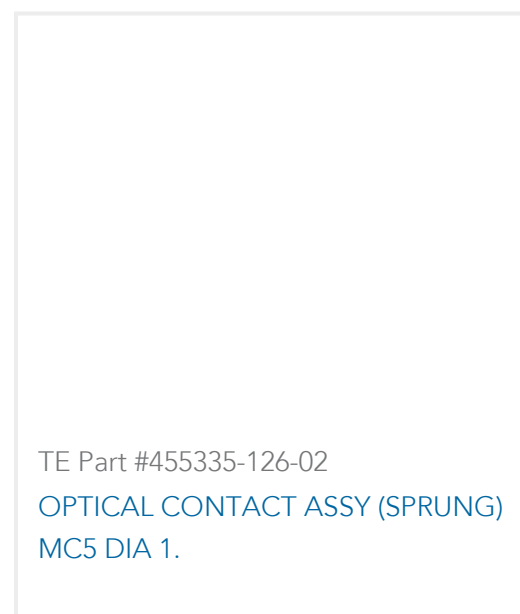 TE Part #455335-126-02
OPTICAL CONTACT ASSY (SPRUNG)
MC5 DIA 1.